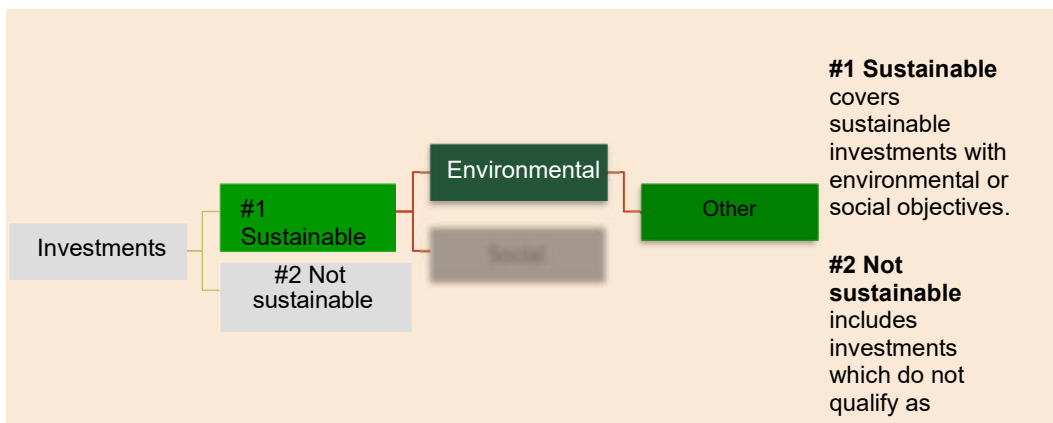 Investments
#1
Sustainable
#2 Not
sustainable
Environmental
Social
Other
#1 Sustainable
covers
sustainable
investments with
environmental or
social objectives.
#2 Not
sustainable
includes
investments
which do not
qualify as